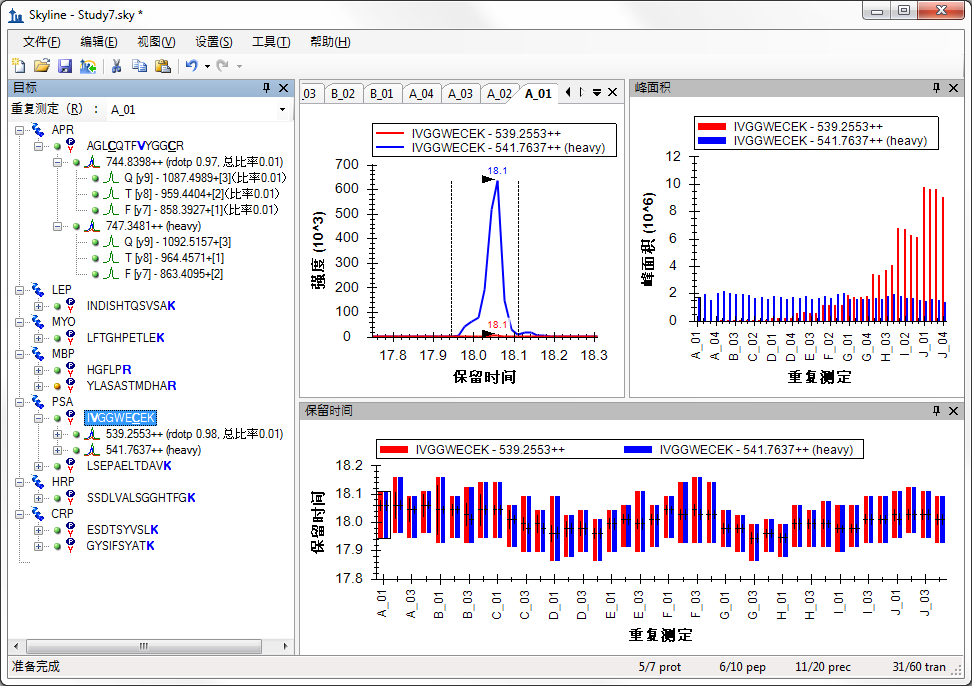 Skyline - Study7.sky *
文件(F) 编辑(E) 视图(V) 设置(S) 工具(T) 帮助(H)
目标
重复测定 (R) : A_01
APR
AGLCQTFVYGGCR
744.8398++ (rdotp 0.97, 总比率0.01)
Q [y9] - 1087.4989+[3](比率0.01)
T [y8] - 959.4404+[2](比率0.01)
F [y7] - 858.3927+[1](比率0.01)
747.3481++ (heavy)
Q [y9] - 1092.5157+[3]
T [y8] - 964.4571+[1]
F [y7] - 863.4095+[2]
LEP
INDISHTQSVSAK
MYO
LFTGHPETLEK
MBP
HGFLPR
YLASASTMDHAR
PSA
IVGGWECEK
539.2553++ (rdotp 0.98, 总比率0.01)
541.7637++ (heavy)
LSEPAELTDAVK
HRP
SSDLVALSGGHTFGK
CRP
ESDTSYVSLK
GYSIFSYATK
03 B_02 B_01 A_04 A_03 A_02 A_01
IVGGWECEK - 539.2553++
IVGGWECEK - 541.7637++ (heavy)
强度 (10^3)
700
600
500
400
300
200
100
0
18.1
18.1
17.8 17.9 18.0 18.1 18.2 18.3
保留时间
峰面积
IVGGWECEK - 539.2553++
IVGGWECEK - 541.7637++ (heavy)
峰面积 (10^6)
12
10
8
6
4
2
0
A_01 A_04 B_03 C_02 D_01 D_04 E_03 F_02 G_01 G_04 H_03 I_02 J_01 J_04
重复测定
保留时间
IVGGWECEK - 539.2553++ IVGGWECEK - 541.7637++ (heavy)
保留时间
18.2
18.1
18.0
17.9
17.8
A_01 A_03 B_01 B_03 C_01 C_03 D_01 D_03 E_01 E_03 F_01 F_03 G_01 G_03 H_01 H_03 I_01 I_03 J_01 J_03
重复测定
准备完成 5/7 prot 6/10 pep 11/20 prec 31/60 tran